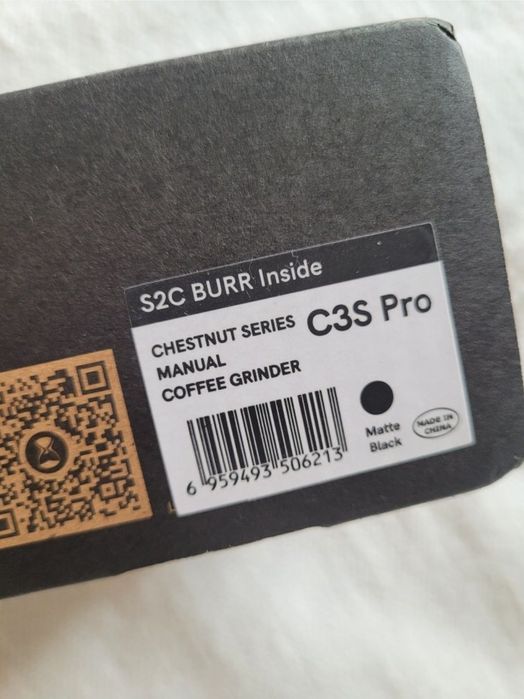 S2C BURR Inside
CHESTNUT SERIES C3S Pro
MANUAL
COFFEE GRINDER
Matte
Black
MADE IN
CHINA
6 959493 506213